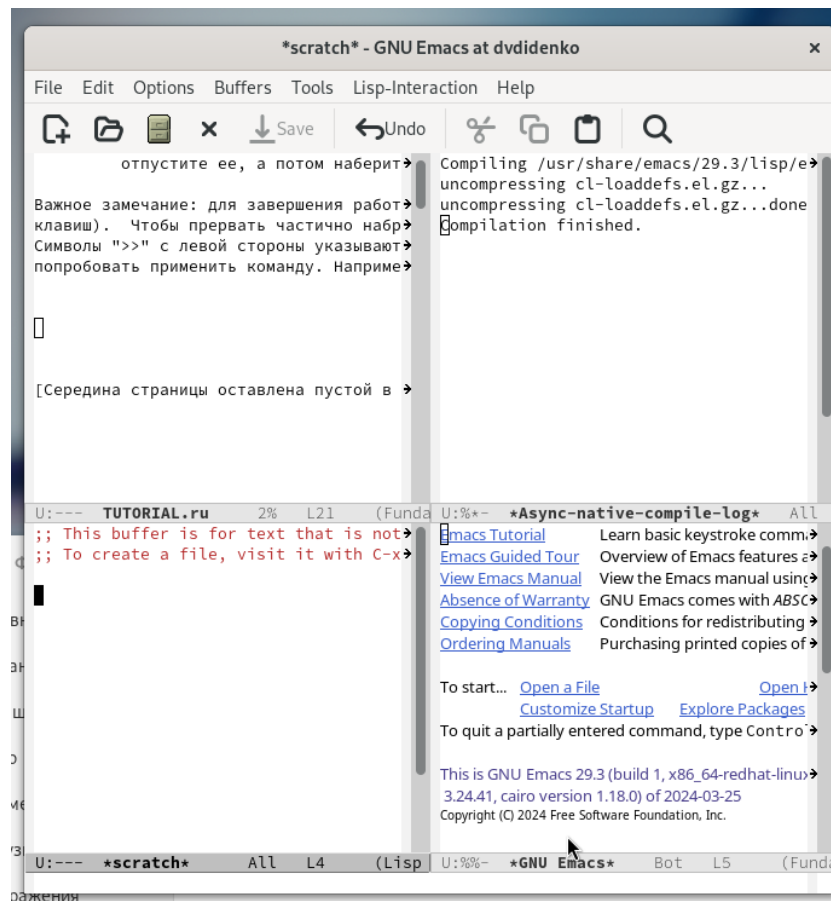 *scratch* - GNU Emacs at dvdidenko
File Edit Options Buffers Tools Lisp-Interaction Help
Save Undo
отпустите ее, а потом наберит
Важное замечание: для завершения работ
клавиш). Чтобы прервать частично набр
Символы ">>" с левой стороны указывают
попробовать применить команду. Наприме
[Середина страницы оставлена пустой в
U:--- TUTORIAL.ru 2% L21 (Funda
Compiling /usr/share/emacs/29.3/lisp/e
uncompressing cl-loaddefs.el.gz...
uncompressing cl-loaddefs.el.gz...done
Compilation finished.
U:%*- *Async-native-compile-log* All
;; This buffer is for text that is not
;; To create a file, visit it with C-x
U:--- *scratch* All L4 (Lisp
Emacs Tutorial Learn basic keystroke comm
Emacs Guided Tour Overview of Emacs features a
View Emacs Manual View the Emacs manual using
Absence of Warranty GNU Emacs comes with ABSO
Copying Conditions Conditions for redistributing
Ordering Manuals Purchasing printed copies of
To start... Open a File Open H
Customize Startup Explore Packages
To quit a partially entered command, type Contro
This is GNU Emacs 29.3 (build 1, x86_64-redhat-linux
3.24.41, cairo version 1.18.0) of 2024-03-25
Copyright (C) 2024 Free Software Foundation, Inc.
U:%%- *GNU Emacs* Bot L5 (Funda